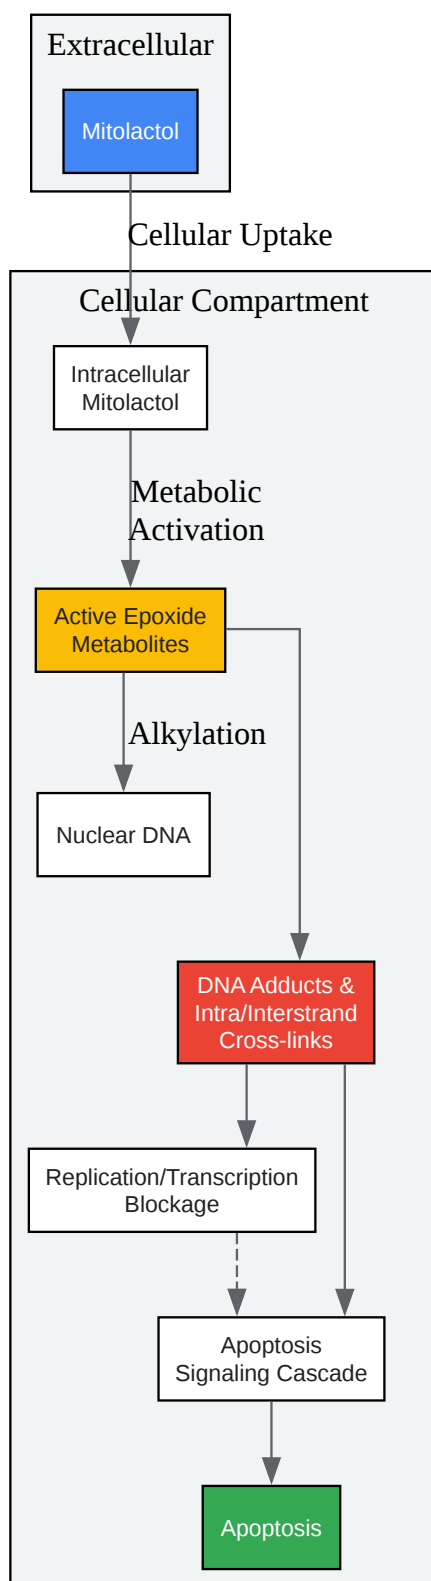 Extracellular
Mitolactol
Cellular Uptake
Cellular Compartment
Intracellular
Mitolactol
Metabolic
Activation
Active Epoxide
Metabolites
Alkylation
Nuclear DNA
DNA Adducts &
Intra/Interstrand
Cross-links
Replication/Transcription
Blockage
Apoptosis
Signaling Cascade
Apoptosis